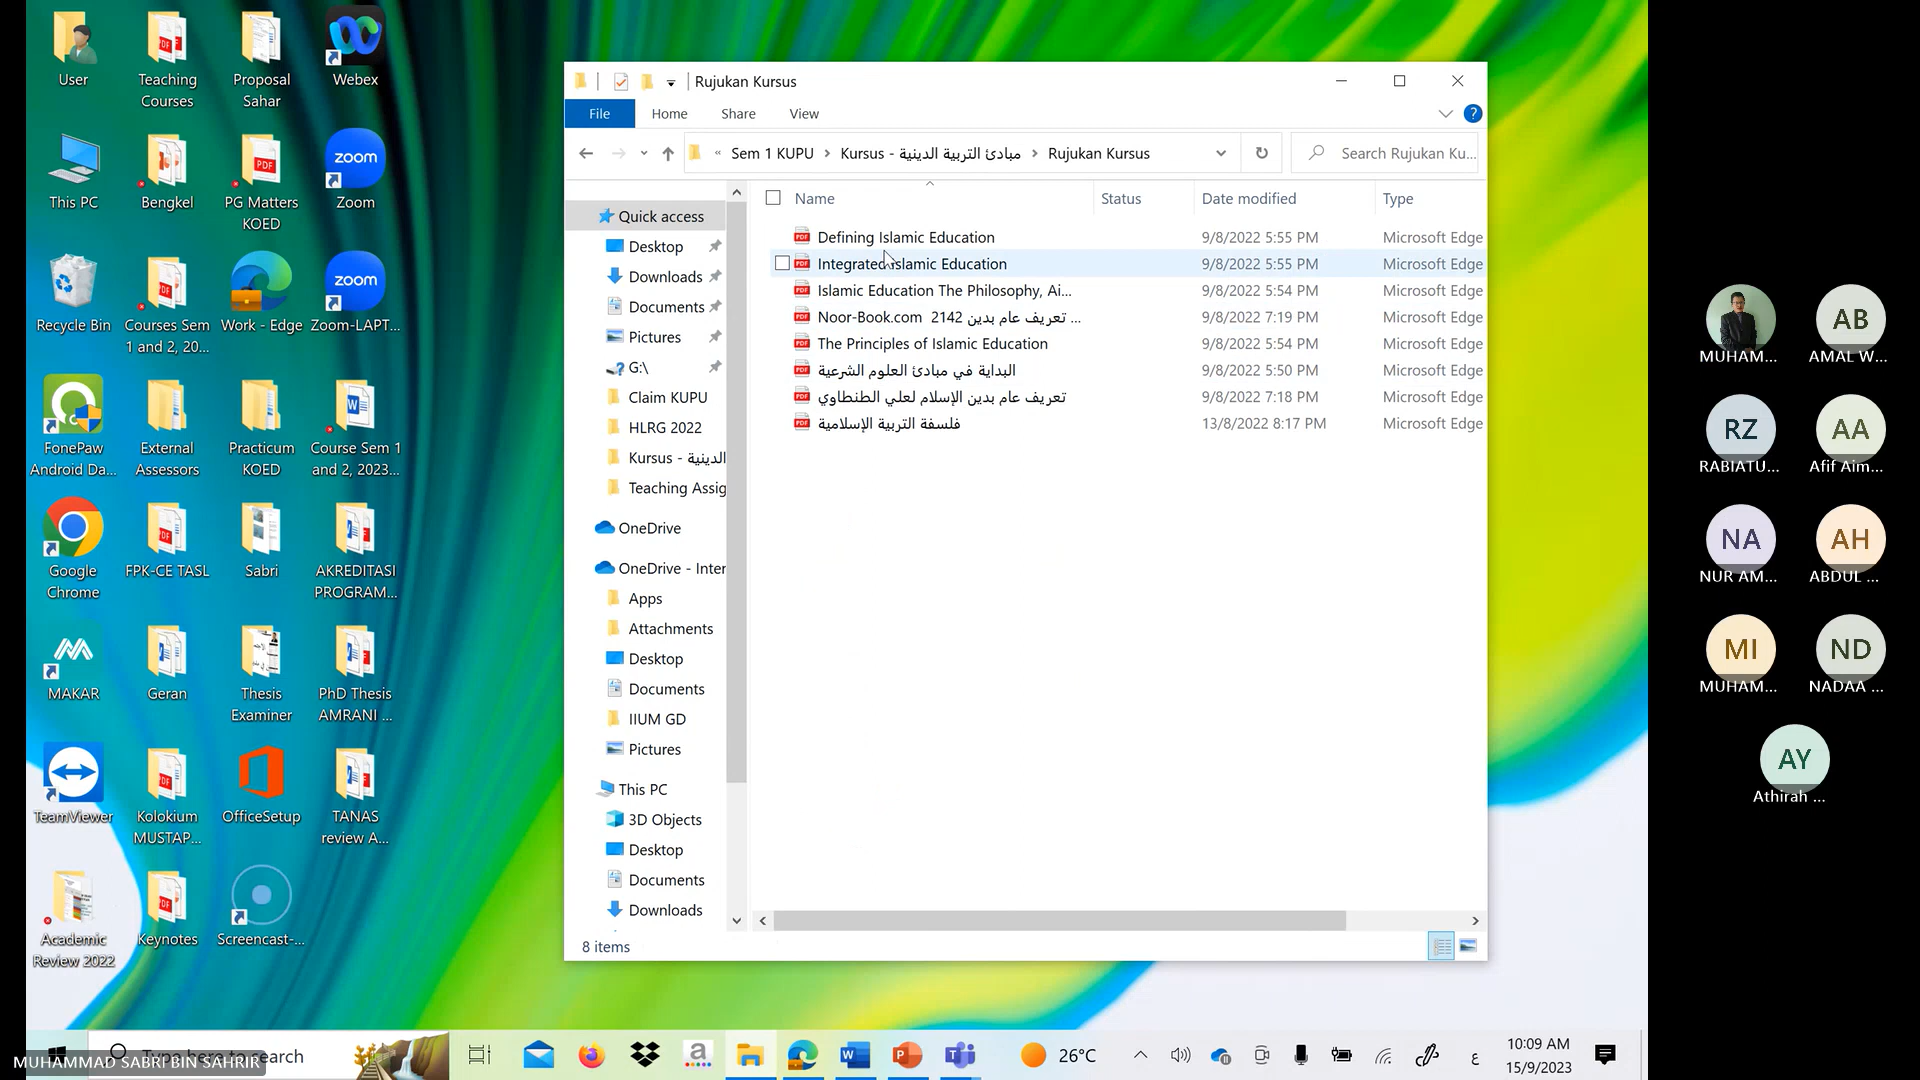 User
Teaching
Courses
Proposal
Sahar
Webex
This PC
Bengkel
PG Matters
KOED
zoom
Zoom
Recycle Bin
Courses Sem
1 and 2, 20...
Work - Edge
zoom
Zoom-LAPT...
FonePaw
Android Da...
External
Assessors
Practicum
KOED
Course Sem 1
and 2, 2023...
Google
Chrome
FPK-CE TASL
Sabri
AKREDITASI
PROGRAM...
MAKAR
Geran
Thesis
Examiner
PhD Thesis
AMRANI ...
TeamViewer
Kolokium
MUSTAP...
OfficeSetup
TANAS
review A...
Academic
Review 2022
Keynotes
Screencast-...
Rujukan Kursus
File
Home
Share
View
« Sem 1 KUPU › Kursus - مبادئ التربية الدينية › Rujukan Kursus
Search Rujukan Ku...
Quick access
Desktop
Downloads
Documents
Pictures
G:\
Claim KUPU
HLRG 2022
Kursus - الدينية
Teaching Assig
OneDrive
OneDrive - Inter
Apps
Attachments
Desktop
Documents
IIUM GD
Pictures
This PC
3D Objects
Desktop
Documents
Downloads
Name Status Date modified Type
Defining Islamic Education 9/8/2022 5:55 PM Microsoft Edge
Integrated Islamic Education 9/8/2022 5:55 PM Microsoft Edge
Islamic Education The Philosophy, Ai... 9/8/2022 5:54 PM Microsoft Edge
Noor-Book.com تعريف عام بدين 2142 ... 9/8/2022 7:19 PM Microsoft Edge
The Principles of Islamic Education 9/8/2022 5:54 PM Microsoft Edge
البداية في مبادئ العلوم الشرعية 9/8/2022 5:50 PM Microsoft Edge
تعريف عام بدين الإسلام لعلي الطنطاوي 9/8/2022 7:18 PM Microsoft Edge
فلسفة التربية الإسلامية 13/8/2022 8:17 PM Microsoft Edge
8 items
MUHAM...
AB
AMAL W...
RZ
RABIATU...
AA
Afif Aim...
NA
NUR AM...
AH
ABDUL ...
MI
MUHAM...
ND
NADAA ...
AY
Athirah ...
Type here to search
MUHAMMAD SABRI BIN SAHRIR
26°C
ع
10:09 AM
15/9/2023